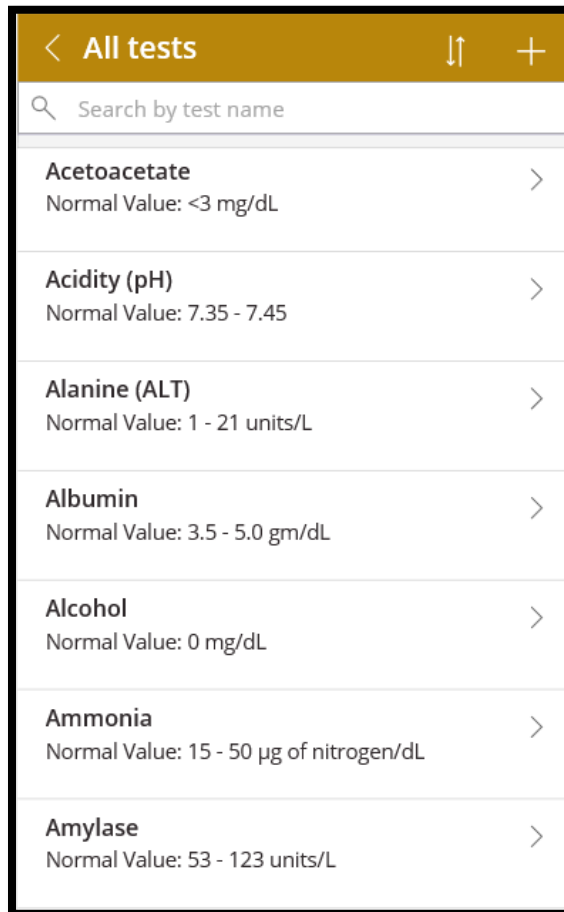 All tests
Search by test name
Acetoacetate
Normal Value: <3 mg/dL
Acidity (pH)
Normal Value: 7.35 - 7.45
Alanine (ALT)
Normal Value: 1 - 21 units/L
Albumin
Normal Value: 3.5 - 5.0 gm/dL
Alcohol
Normal Value: 0 mg/dL
Ammonia
Normal Value: 15 - 50 µg of nitrogen/dL
Amylase
Normal Value: 53 - 123 units/L